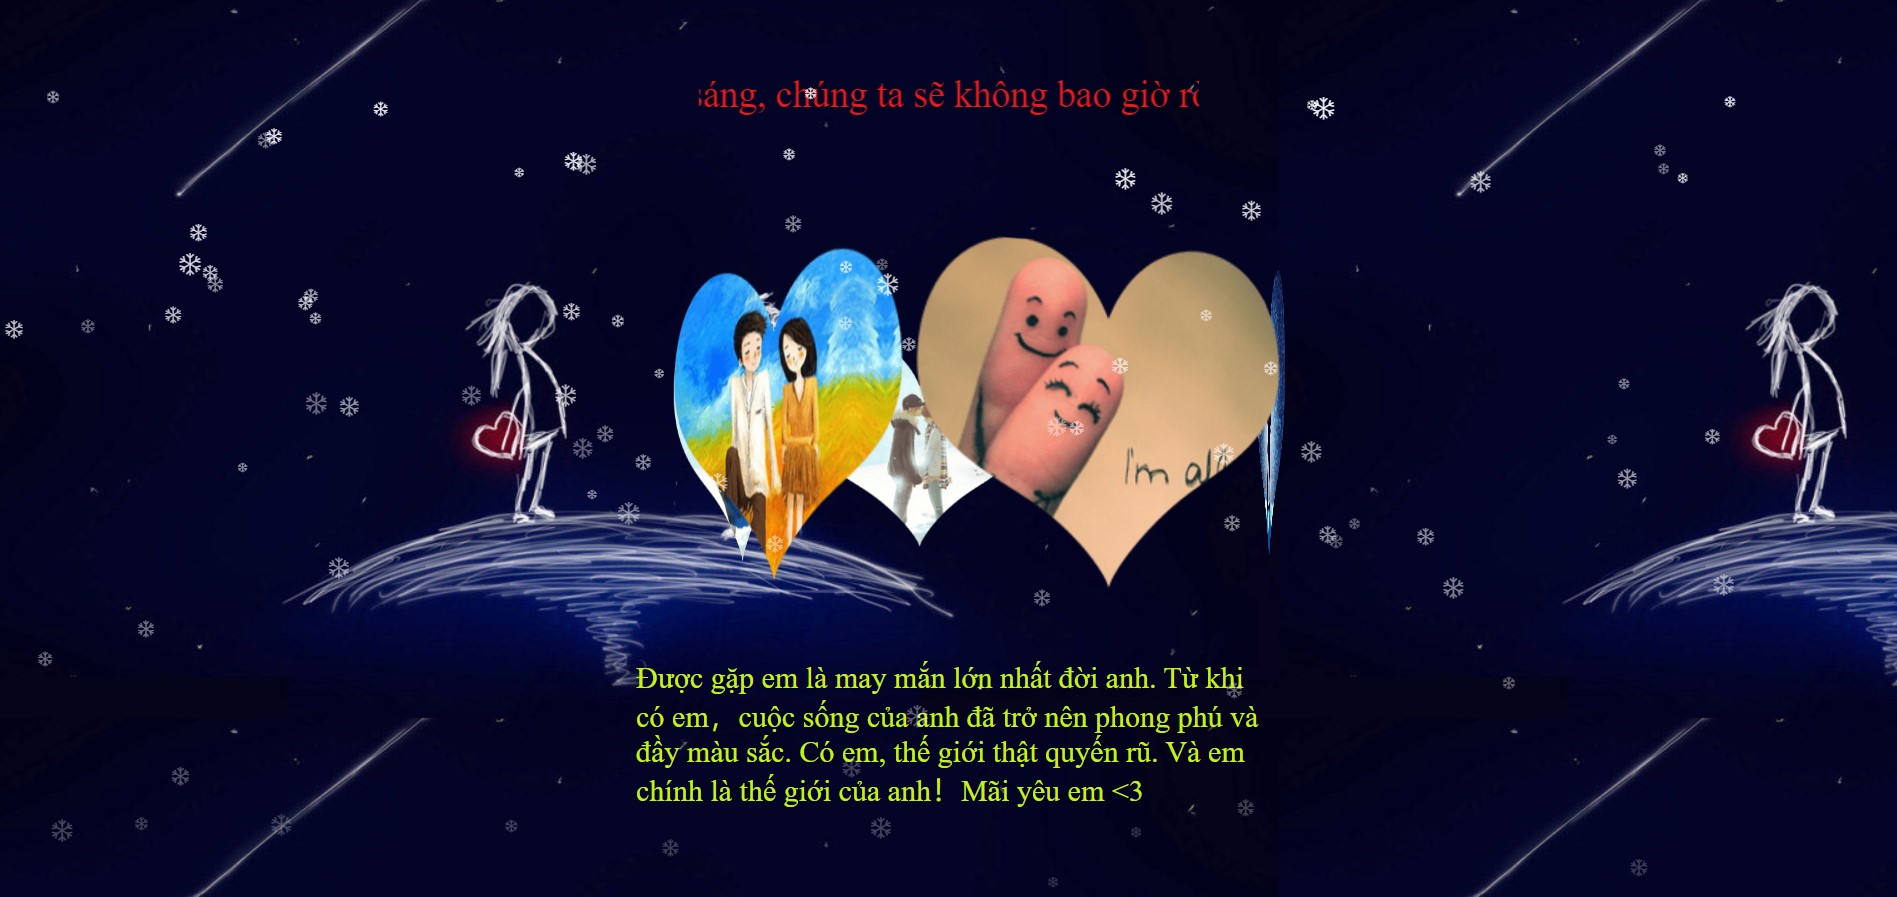 sáng, chúng ta sẽ không bao giờ
I'm
Được gặp em là may mắn lớn nhất đời anh. Từ khi
có em，cuộc sống của anh đã trở nên phong phú và
đầy màu sắc. Có em, thế giới thật quyến rũ. Và em
chính là thế giới của anh！Mãi yêu em <3